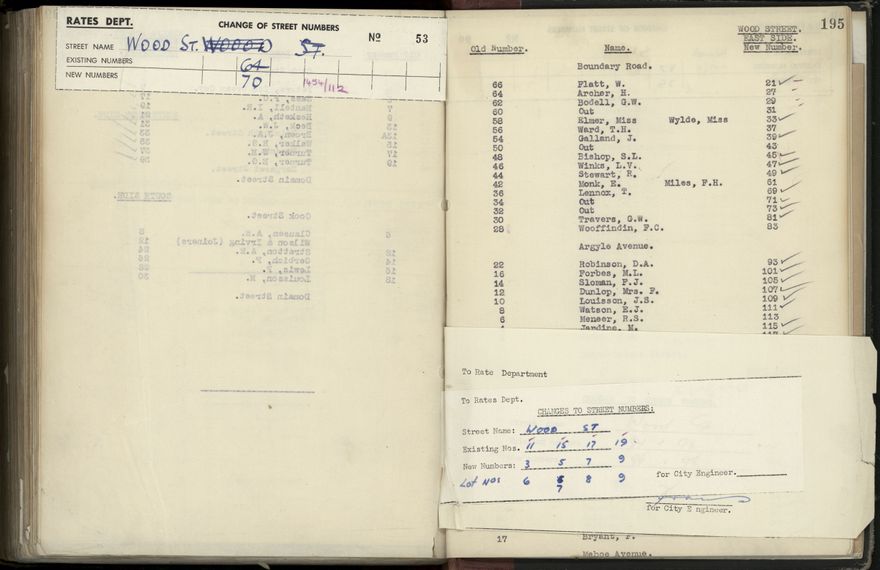 RATES DEPT.
CHANGE OF STREET NUMBERS
STREET NAME WOOD ST. WOOOD ST. No 53
EXISTING NUMBERS 64
NEW NUMBERS 70 1454/112
195
WOOD STREET.
EAST SIDE.
Old Number. Name. New Number.
Boundary Road.
66 Flatt, W. 21
64 Archer, H. 27
62 Bodell, G.W. 29
60 Out 31
58 Elmer, Miss Wylde, Miss 33
56 Ward, T.H. 37
54 Galland, J. 39
50 Out 43
48 Bishop, S.L. 45
46 Winks, L.V. 47
44 Stewart, R. 49
42 Monk, E. Miles, F.H. 61
36 Lennox, T. 69
34 Out 71
32 Out 73
30 Travers, G.W. 81
28 Wooffindin, F.C. 83
Argyle Avenue.
22 Robinson, D.A. 93
16 Forbes, M.L. 101
14 Sloman, F.J. 105
12 Dunlop, Mrs. F. 107
10 Louisson, J.S. 109
8 Watson, E.J. 111
6 Menser, R.S. 113
Jardine, M. 115
To Rate Department
To Rates Dept.
CHANGES TO STREET NUMBERS:
Street Name: WOOD ST
Existing Nos. 11 15 17 19
New Numbers: 3 5 7 9
Lot Nos 6 7 8 9
for City Engineer.
for City Engineer.
17 Bryant, F.
Mahoe Avenue.